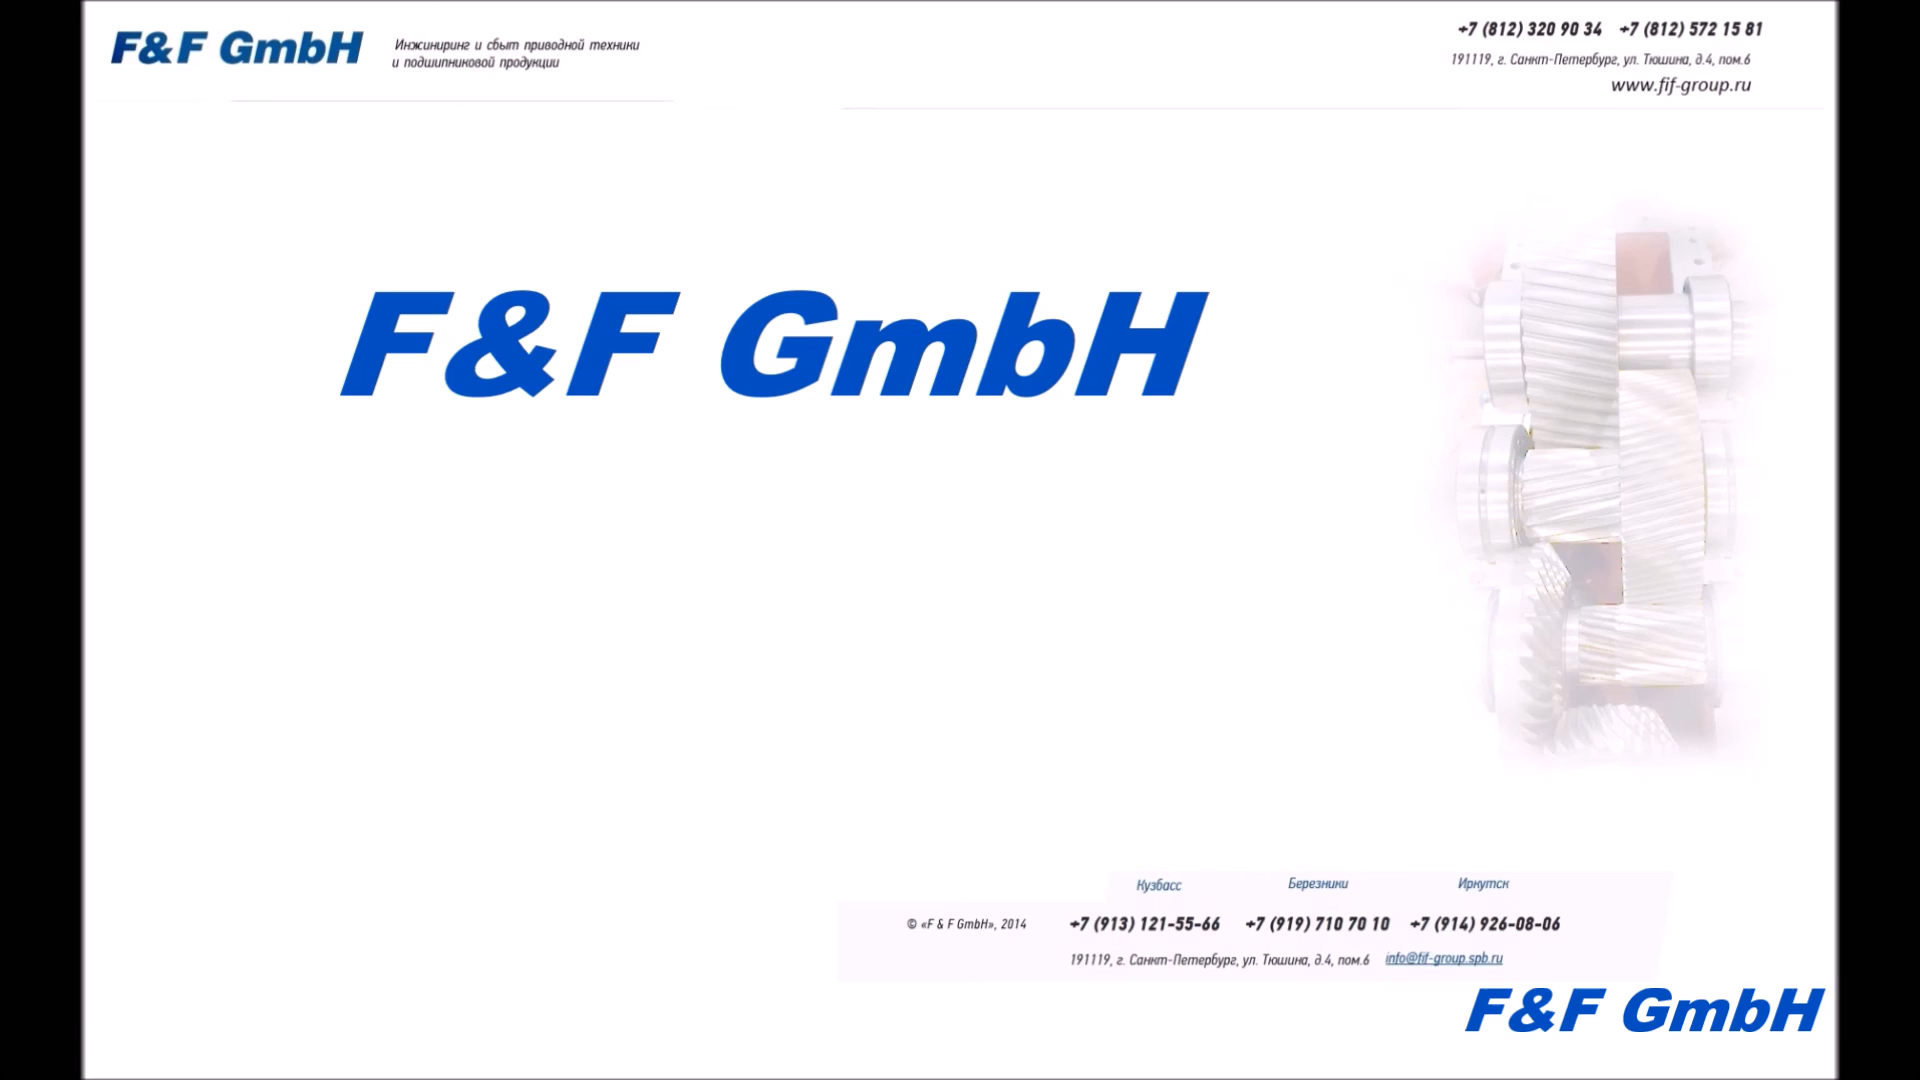 F&F GmbH
Инжиниринг и сбыт приводной техники
и подшипниковой продукции
+7 (812) 320 90 34 +7 (812) 572 15 81
191119, г. Санкт-Петербург, ул. Тюшина, д.4, пом.6
www.fif-group.ru
F&F GmbH
Кузбасс Березники Иркутск
© «F & F GmbH», 2014 +7 (913) 121-55-66 +7 (919) 710 70 10 +7 (914) 926-08-06
191119, г. Санкт-Петербург, ул. Тюшина, д.4, пом.6 info@fif-group.spb.ru
F&F GmbH